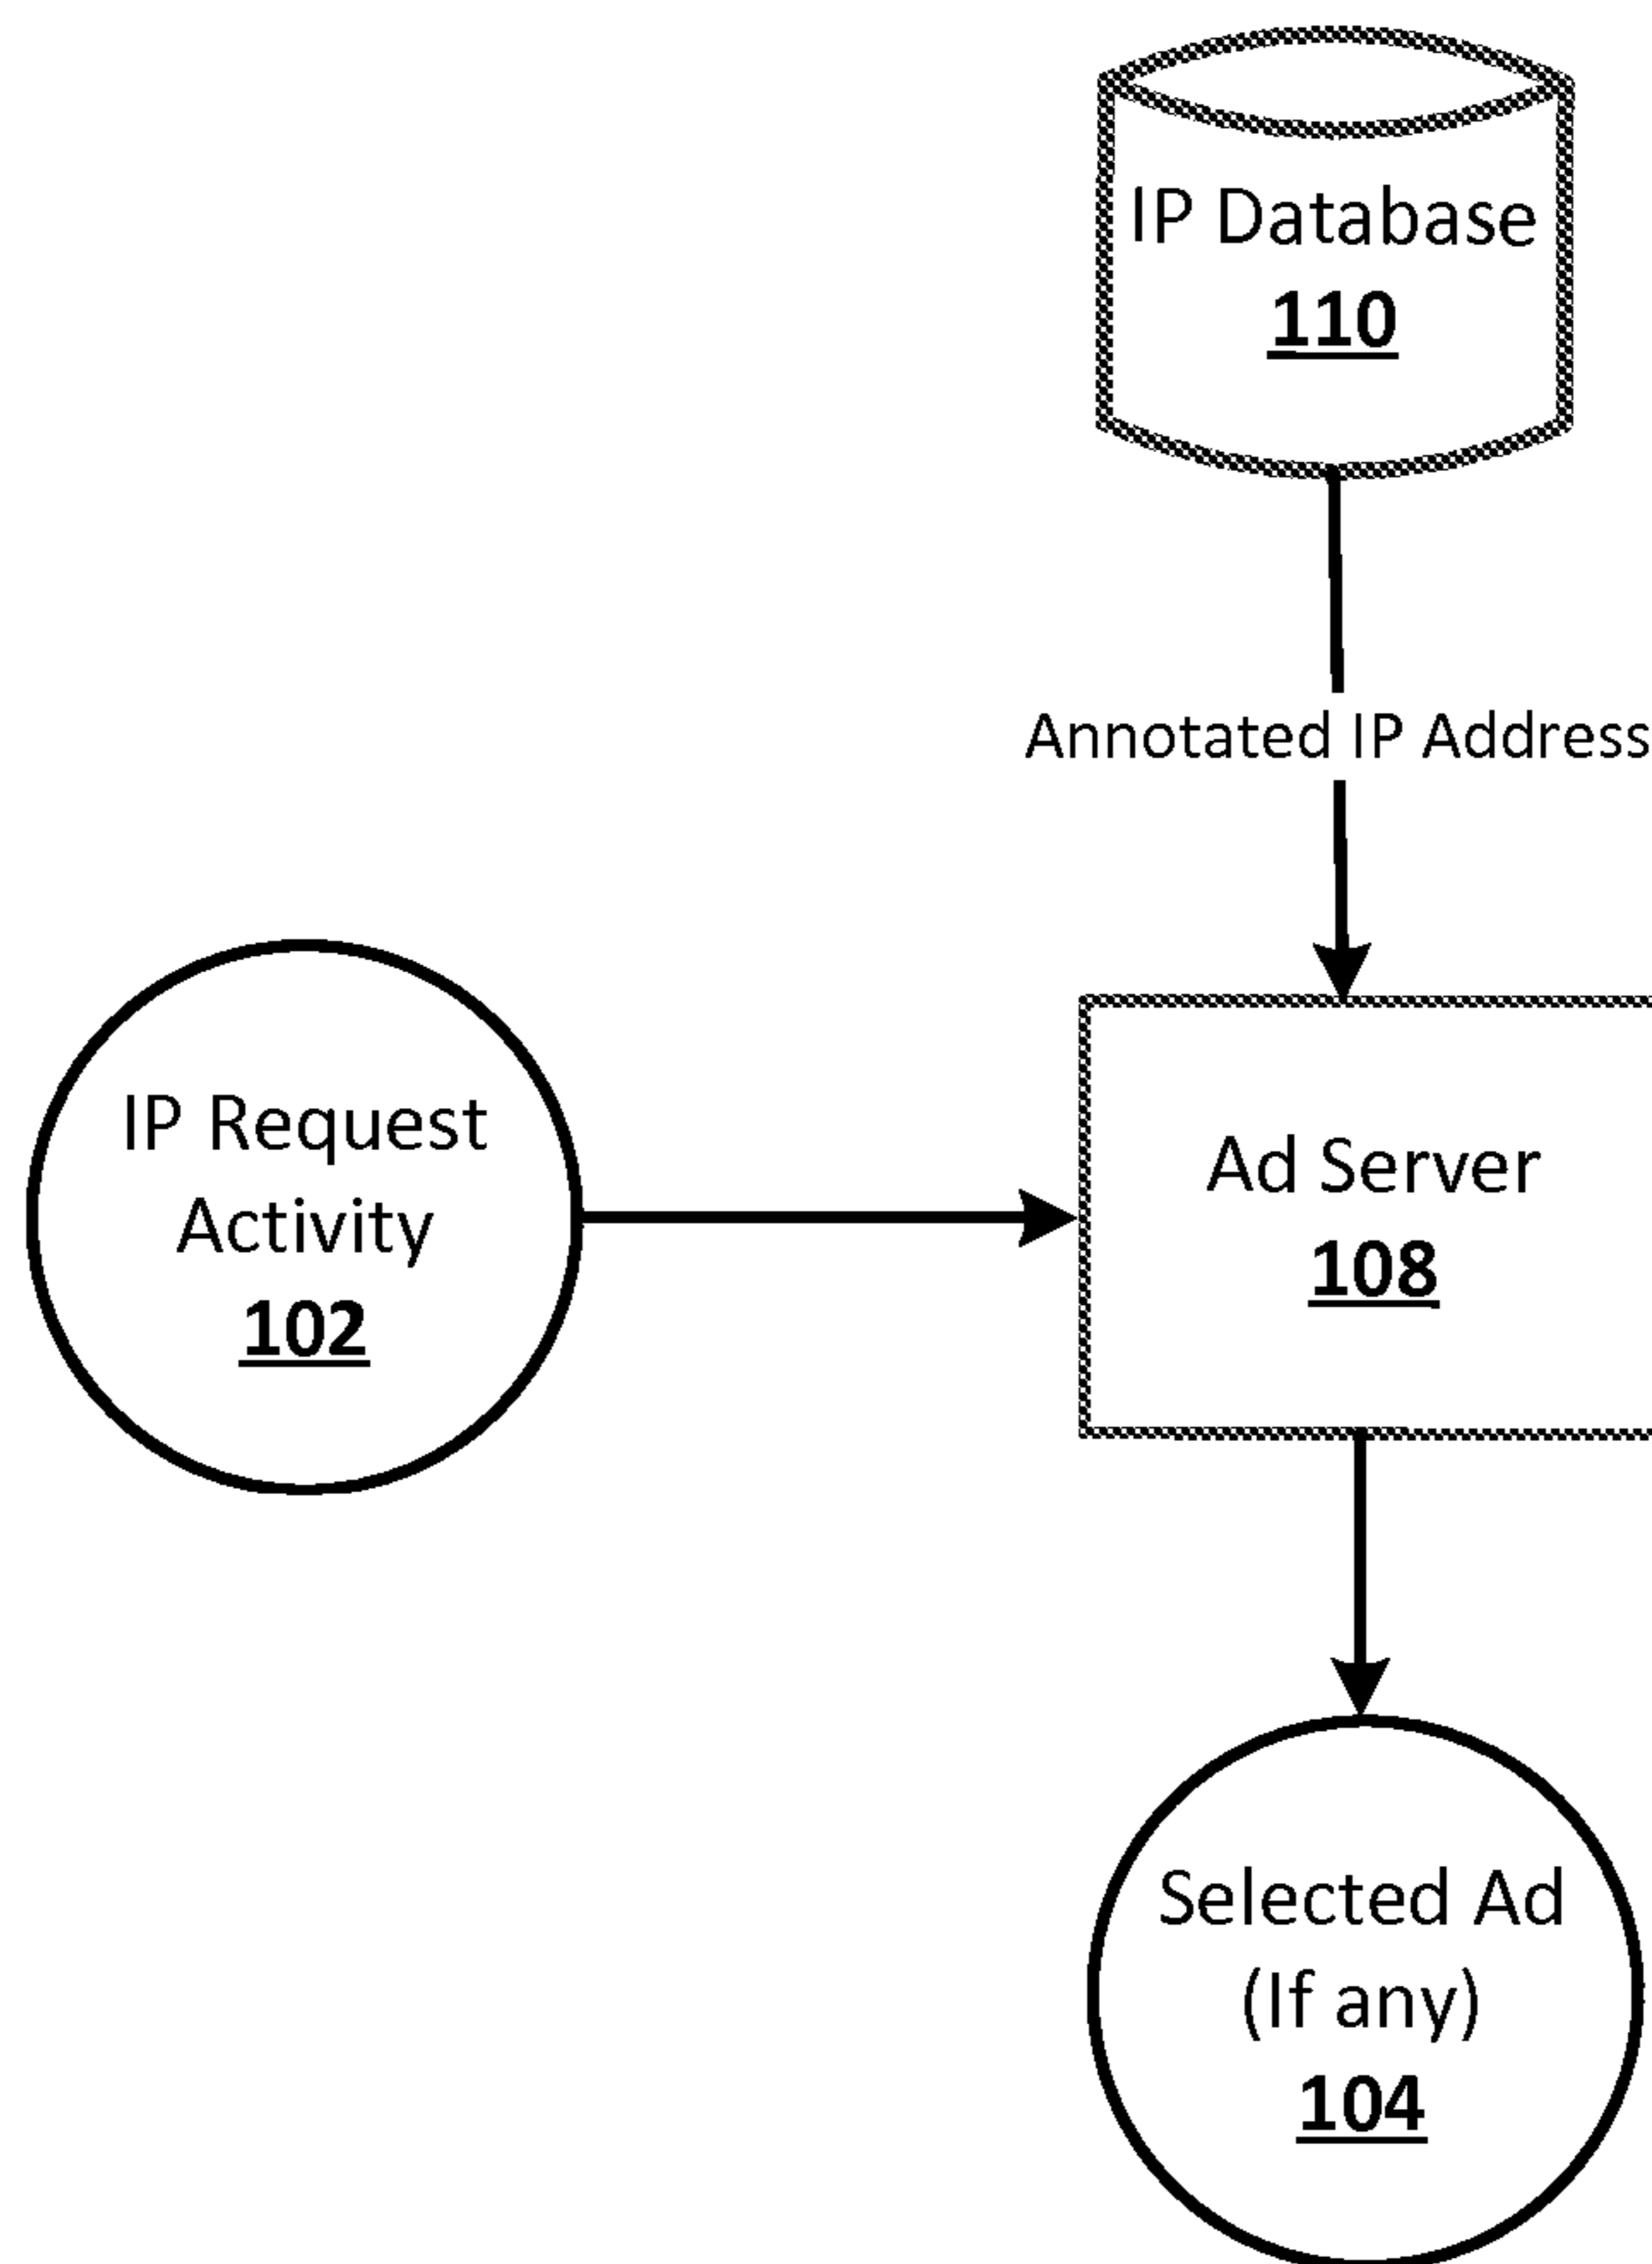 IP Database
110
Annotated IP Address
IP Request
Activity
102
Ad Server
108
Selected Ad
(If any)
104